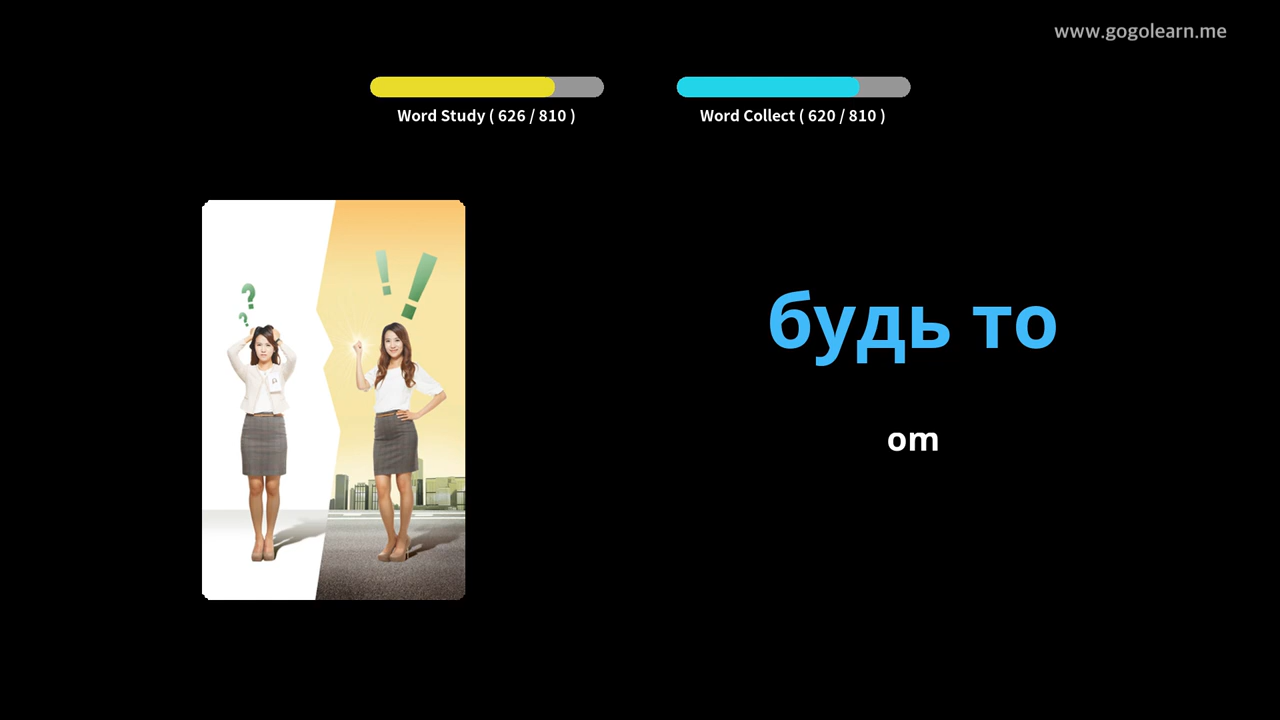 www.gogolearn.me
Word Study ( 626 / 810 )
Word Collect ( 620 / 810 )
?
?
! !
будь то
om